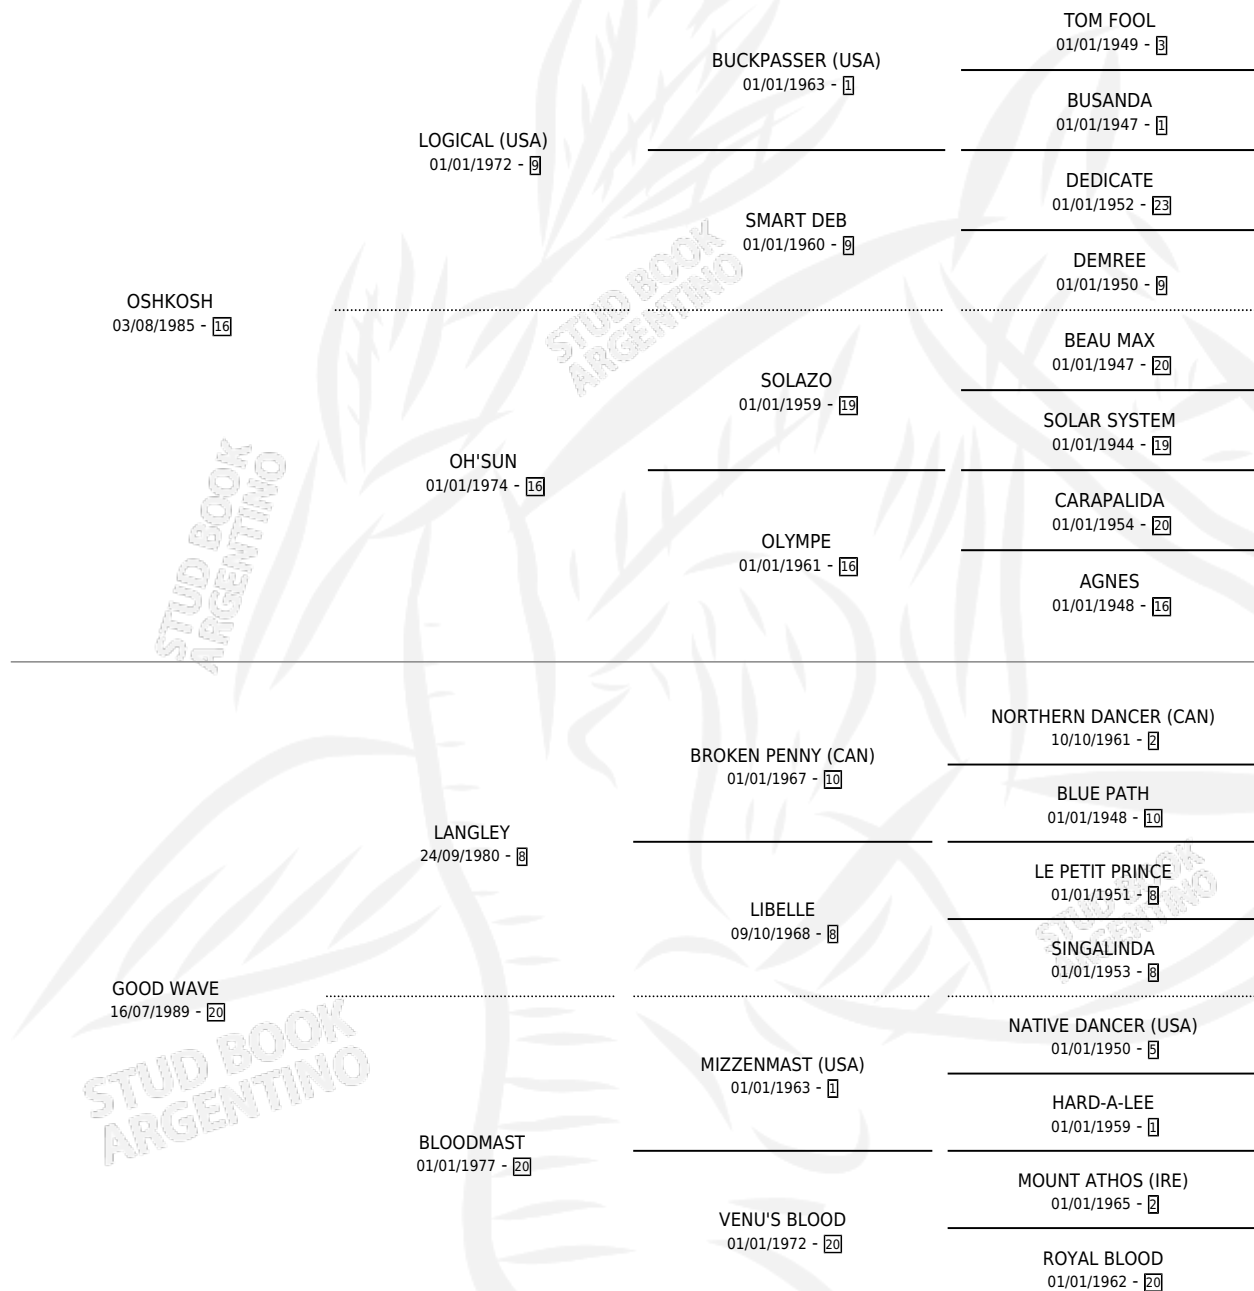 TOM FOOL
01/01/1949 - 3
BUCKPASSER (USA)
01/01/1963 - 1
BUSANDA
01/01/1947 - 1
LOGICAL (USA)
01/01/1972 - 9
DEDICATE
01/01/1952 - 23
SMART DEB
01/01/1960 - 9
DEMREE
01/01/1950 - 9
OSHKOSH
03/08/1985 - 16
STUD BOOK
ARGENTINO
BEAU MAX
01/01/1947 - 20
SOLAZO
01/01/1959 - 19
SOLAR SYSTEM
01/01/1944 - 19
OH'SUN
01/01/1974 - 16
CARAPALIDA
01/01/1954 - 20
OLYMPE
01/01/1961 - 16
AGNES
01/01/1948 - 16
STUD BOOK
ARGENTINO
NORTHERN DANCER (CAN)
10/10/1961 - 2
BROKEN PENNY (CAN)
01/01/1967 - 10
BLUE PATH
01/01/1948 - 10
LANGLEY
24/09/1980 - 8
LE PETIT PRINCE
01/01/1951 - 8
LIBELLE
09/10/1968 - 8
SINGALINDA
01/01/1953 - 8
STUD BOOK
ARGENTINO
GOOD WAVE
16/07/1989 - 20
STUD BOOK
ARGENTINO
NATIVE DANCER (USA)
01/01/1950 - 5
MIZZENMAST (USA)
01/01/1963 - 1
HARD-A-LEE
01/01/1959 - 1
BLOODMAST
01/01/1977 - 20
MOUNT ATHOS (IRE)
01/01/1965 - 2
VENU'S BLOOD
01/01/1972 - 20
ROYAL BLOOD
01/01/1962 - 20